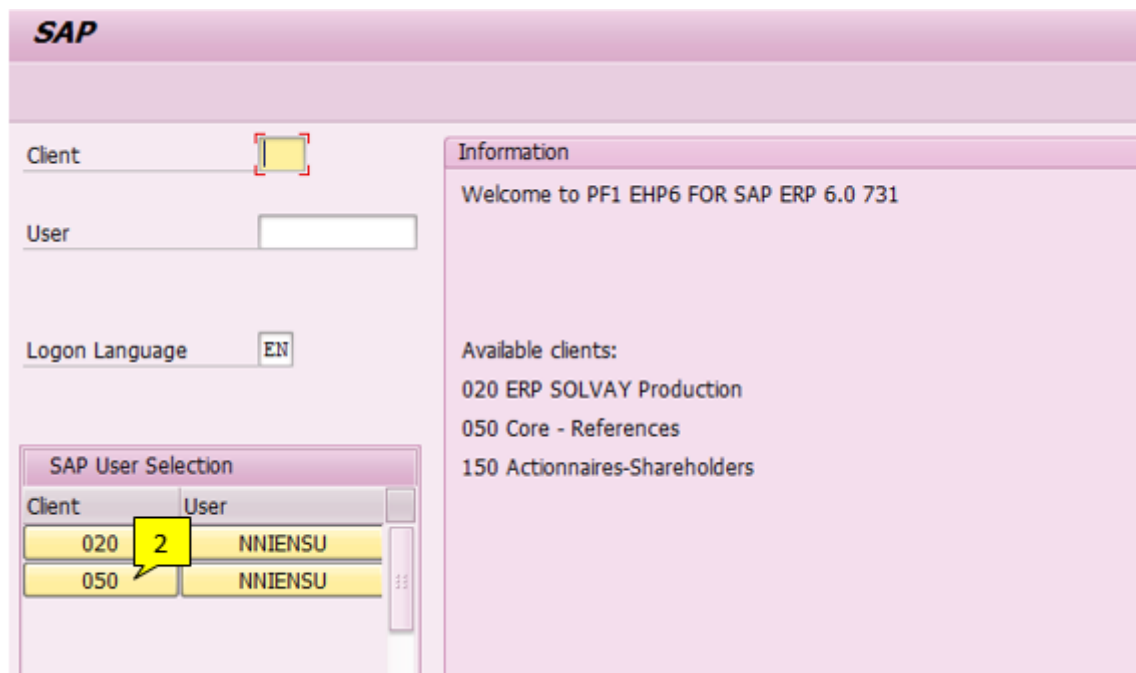 SAP
Client
User
Logon Language EN
SAP User Selection
Client User
020 NNIENSU
2
050 NNIENSU
Information
Welcome to PF1 EHP6 FOR SAP ERP 6.0 731
Available clients:
020 ERP SOLVAY Production
050 Core - References
150 Actionnaires-Shareholders